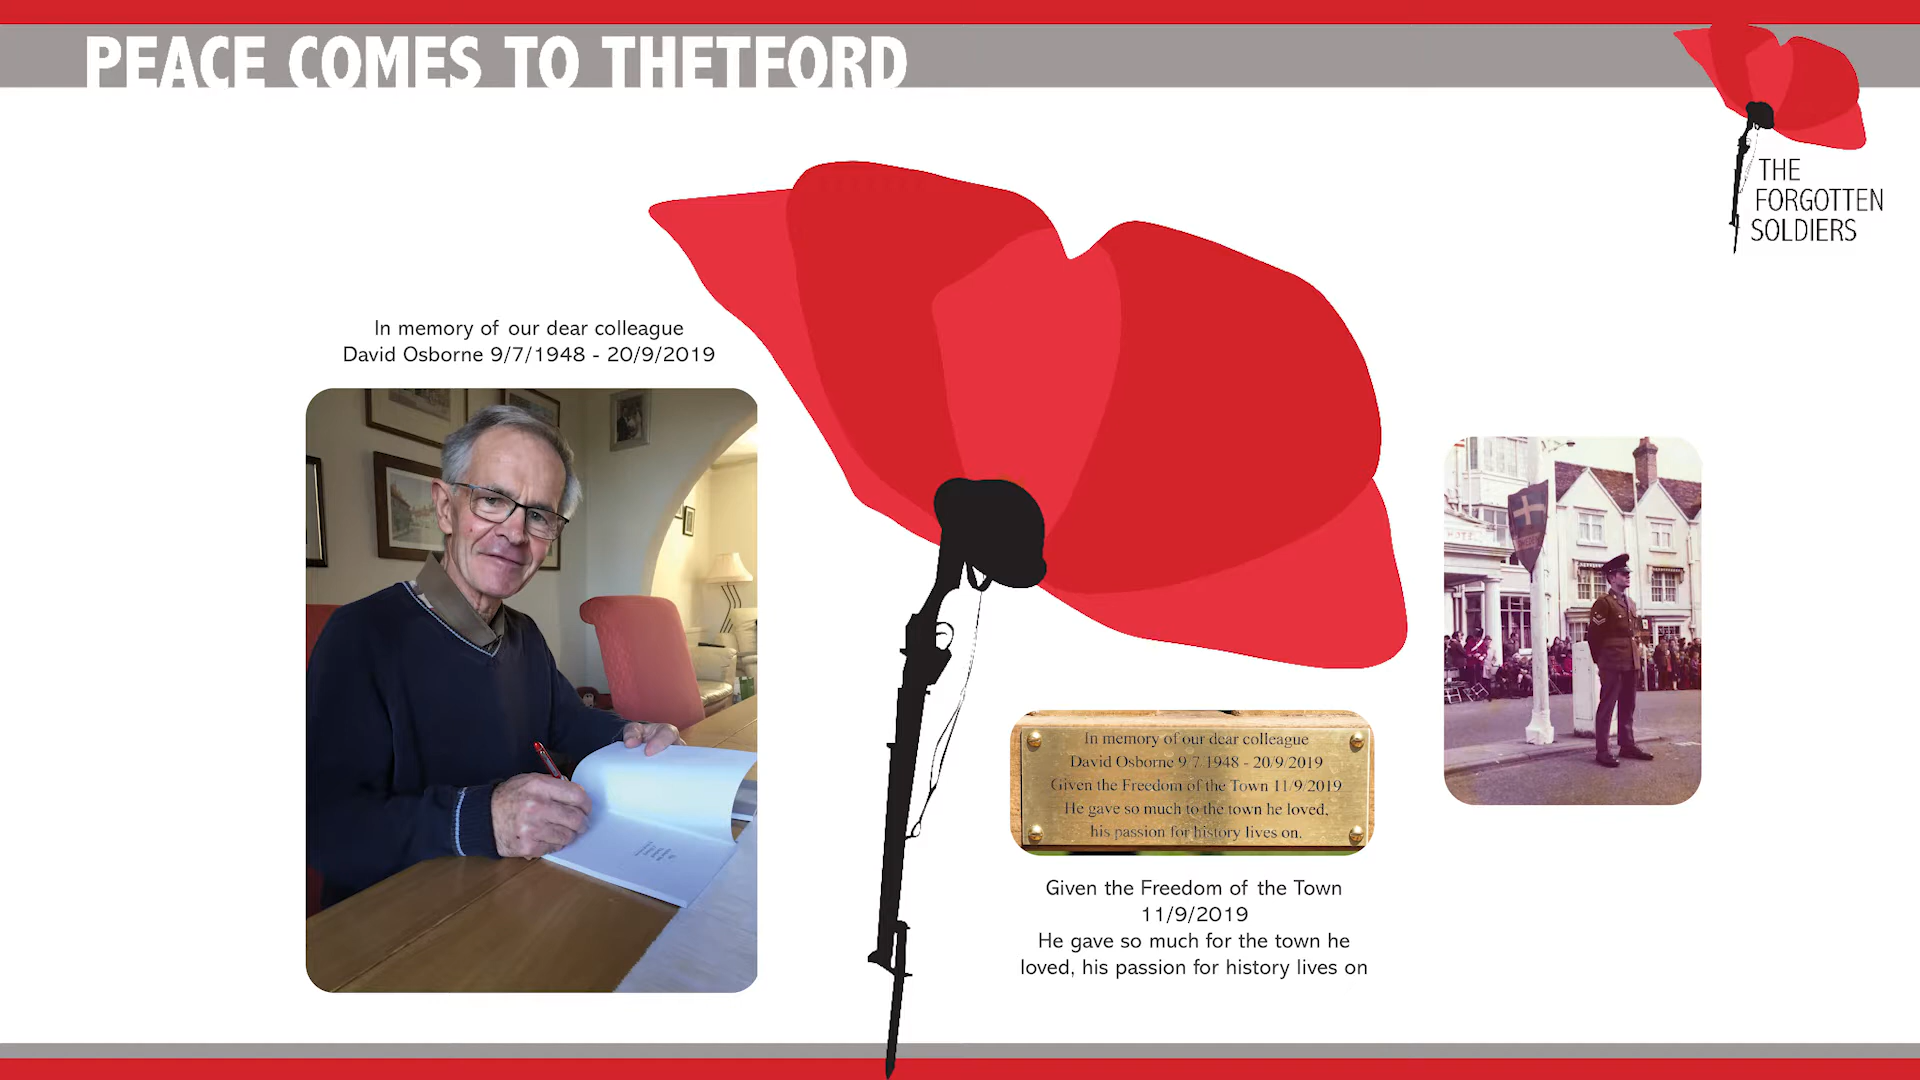 PEACE COMES TO THETFORD
THE
FORGOTTEN
SOLDIERS
In memory of our dear colleague
David Osborne 9/7/1948 - 20/9/2019
In memory of our dear colleague
David Osborne 9 7 1948 - 20/9/2019
Given the Freedom of the Town 11/9/2019
He gave so much to the town he loved,
his passion for history lives on.
Given the Freedom of the Town
11/9/2019
He gave so much for the town he
loved, his passion for history lives on